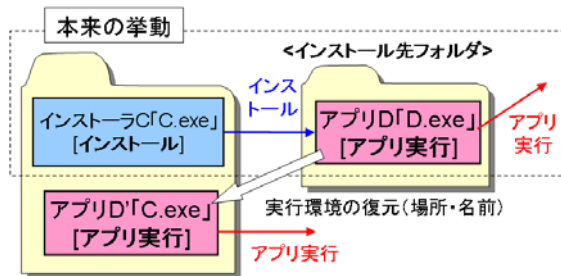 本来の挙動
<インストール先フォルダ>
インストーラC「C.exe」
[インストール]
インス
トール
アプリD「D.exe」
[アプリ実行]
アプリ
実行
アプリD'「C.exe」
[アプリ実行]
実行環境の復元(場所・名前)
アプリ実行